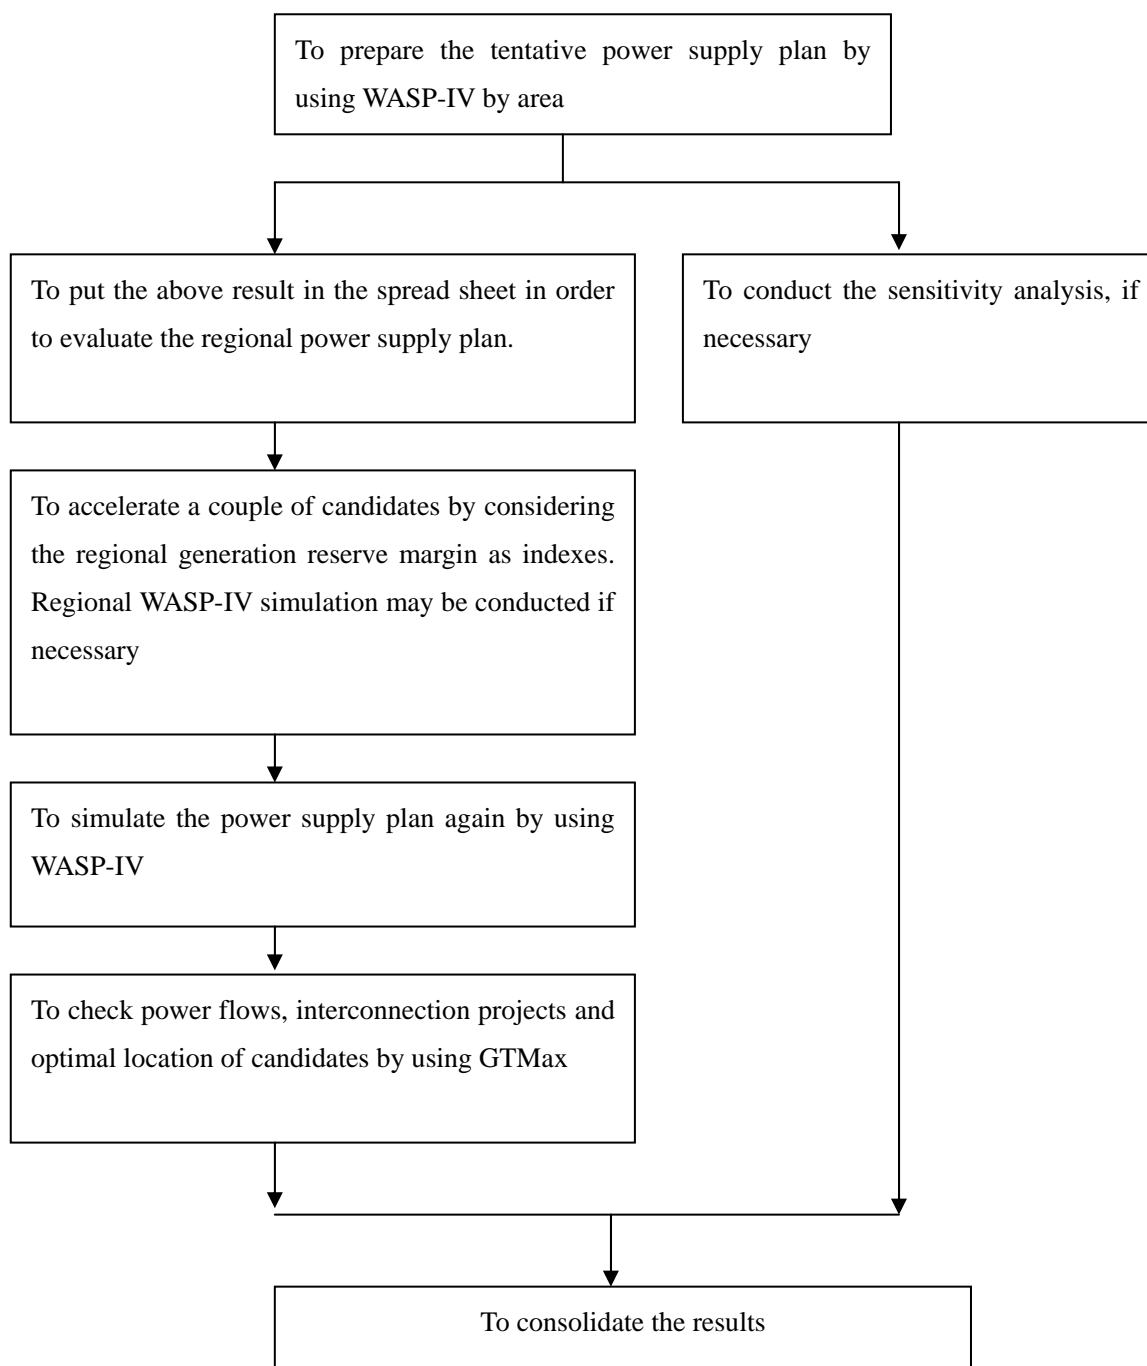 To prepare the tentative power supply plan by
using WASP-IV by area
To put the above result in the spread sheet in order
to evaluate the regional power supply plan.
To conduct the sensitivity analysis, if
necessary
To accelerate a couple of candidates by considering
the regional generation reserve margin as indexes.
Regional WASP-IV simulation may be conducted if
necessary
To simulate the power supply plan again by using
WASP-IV
To check power flows, interconnection projects and
optimal location of candidates by using GTMax
To consolidate the results